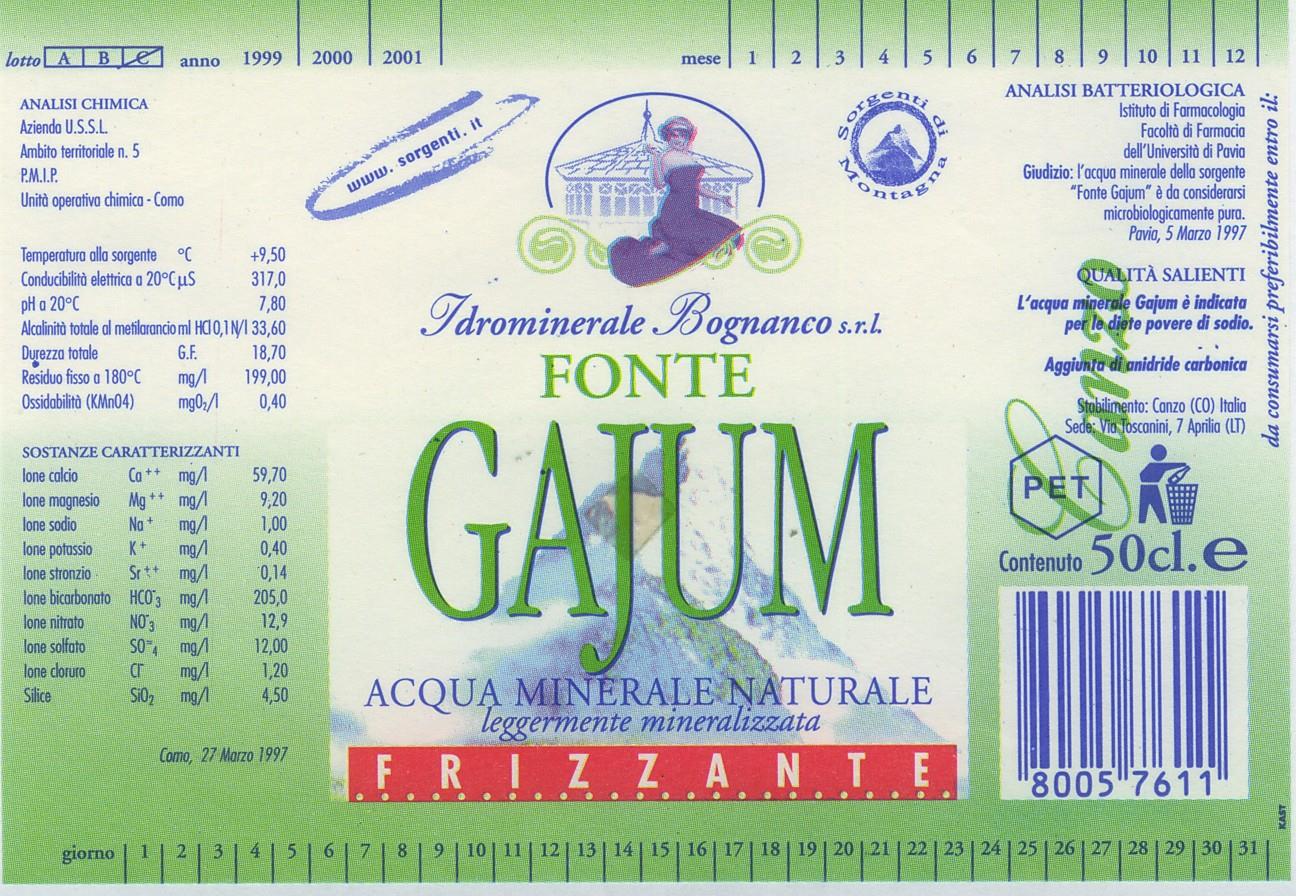 lotto A B C anno 1999 2000 2001
mese 1 2 3 4 5 6 7 8 9 10 11 12
ANALISI CHIMICA
Azienda U.S.S.L.
Ambito territoriale n. 5
P.M.I.P.
Unità operativa chimica - Como
Temperatura alla sorgente °C +9,50
Conducibilità elettrica a 20°C µS 317,0
pH a 20°C 7,80
Alcalinità totale al metilarancio ml HCl 0,1 N/l 33,60
Durezza totale G.F. 18,70
Residuo fisso a 180°C mg/l 199,00
Ossidabilità (KMnO4) mgO₂/l 0,40
SOSTANZE CARATTERIZZANTI
Ione calcio Ca⁺⁺ mg/l 59,70
Ione magnesio Mg⁺⁺ mg/l 9,20
Ione sodio Na⁺ mg/l 1,00
Ione potassio K⁺ mg/l 0,40
Ione stronzio Sr⁺⁺ mg/l 0,14
Ione bicarbonato HCO⁻₃ mg/l 205,0
Ione nitrato NO⁻₃ mg/l 12,9
Ione solfato SO⁼₄ mg/l 12,00
Ione cloruro Cl⁻ mg/l 1,20
Silice SiO₂ mg/l 4,50
Como, 27 Marzo 1997
www.sorgenti.it
Sorgenti di Montagna
Idrominerale Bognanco s.r.l.
FONTE
GAJUM
ACQUA MINERALE NATURALE
leggermente mineralizzata
FRIZZANTE
ANALISI BATTERIOLOGICA
Istituto di Farmacologia
Facoltà di Farmacia
dell'Università di Pavia
Giudizio: l'acqua minerale della sorgente
"Fonte Gajum" è da considerarsi
microbiologicamente pura.
Pavia, 5 Marzo 1997
QUALITÀ SALIENTI
L'acqua minerale Gajum è indicata
per le diete povere di sodio.
Aggiunta di anidride carbonica
Stabilimento: Canzo (CO) Italia
Sede: Via Toscanini, 7 Aprilia (LT)
Canzo
da consumarsi preferibilmente entro il:
PET
Contenuto 50cl. e
8005 7611
KAST
giorno 1 2 3 4 5 6 7 8 9 10 11 12 13 14 15 16 17 18 19 20 21 22 23 24 25 26 27 28 29 30 31